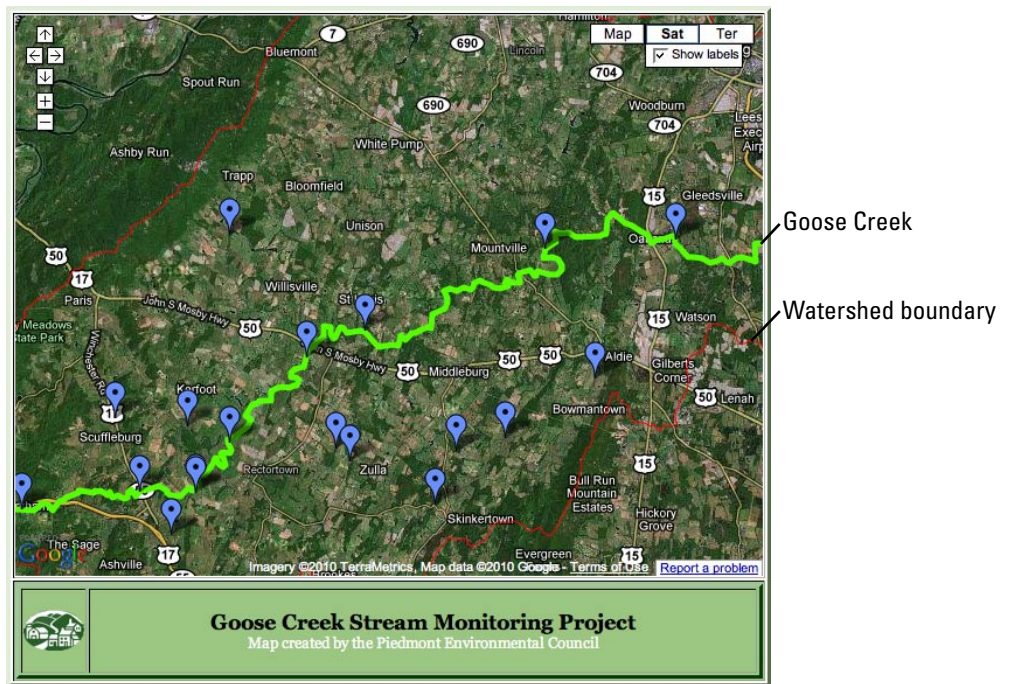 Hamilton
Map
Sat
Ter
Show labels
7
690
Lincoln
Bluemont
704
Spout Run
690
Woodburn
704
Lees
Exec
Airp
White Pump
Ashby Run
Trapp
Bloomfield
15
Gleedsville
Unison
Goose Creek
Mountville
50
17
Paris
Willisville
John S Mosby Hwy
50
15
Watson
Watershed boundary
Meadows
State Park
S Mosby Hwy
50
Middleburg
50
50
Aldie
Gilberts
Corner
50
Lenah
Kerfoot
Bowmantown
Scuffleburg
Rectortown
Zulla
15
Bull Run
Mountain
Estates
Skinkertown
Hickory
Grove
The Sage
Google
Ashville
17
Evergreen
15
Imagery ©2010 TerraMetrics, Map data ©2010 Google - Terms of Use
Report a problem
Goose Creek Stream Monitoring Project
Map created by the Piedmont Environmental Council